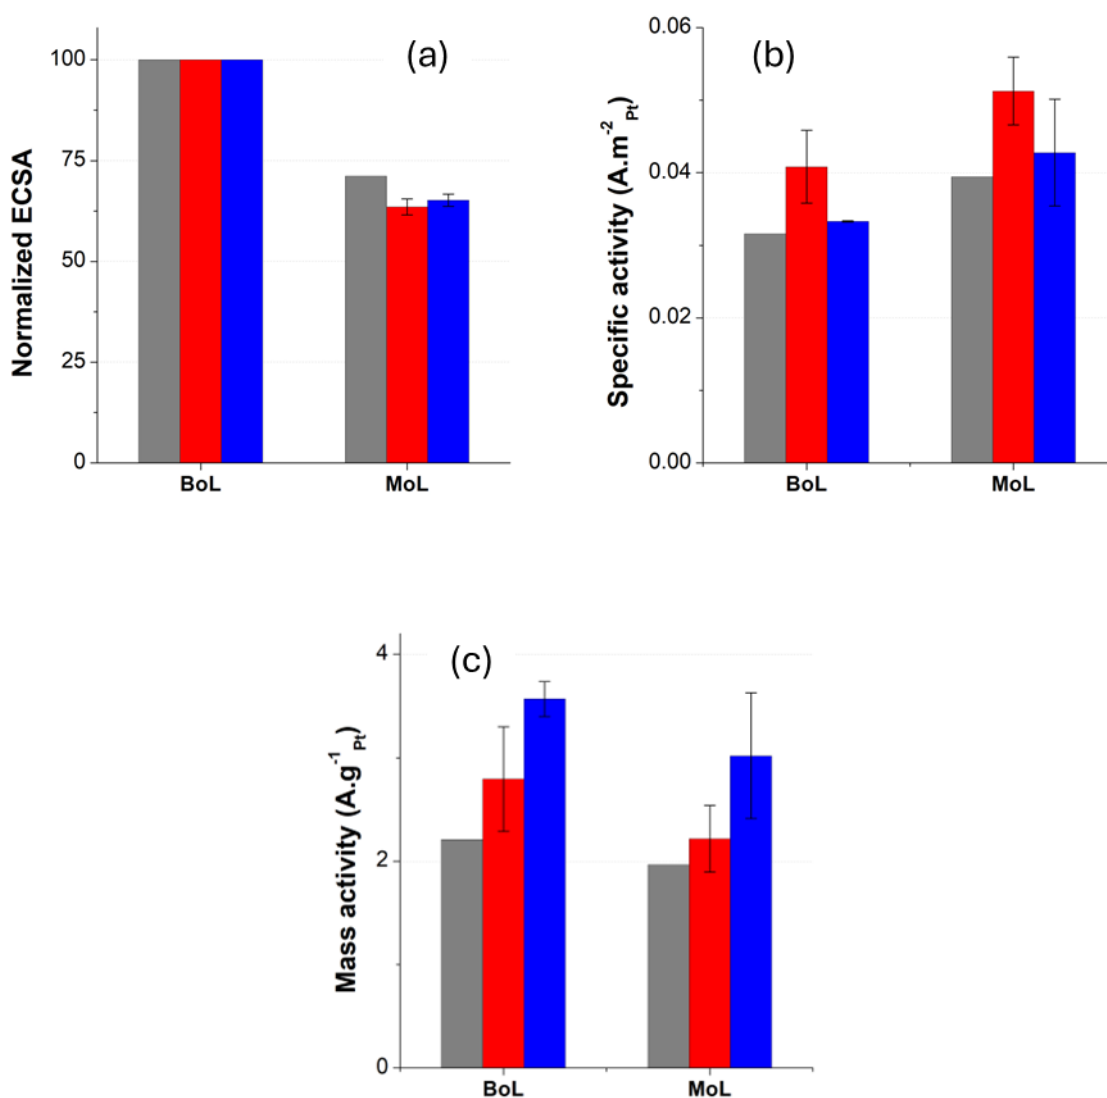 (a)
Normalized ECSA
100
75
50
25
0
BoL MoL
(b)
Specific activity (A.m⁻²Pt)
0.06
0.04
0.02
0.00
BoL MoL
(c)
Mass activity (A.g⁻¹Pt)
4
2
0
BoL MoL